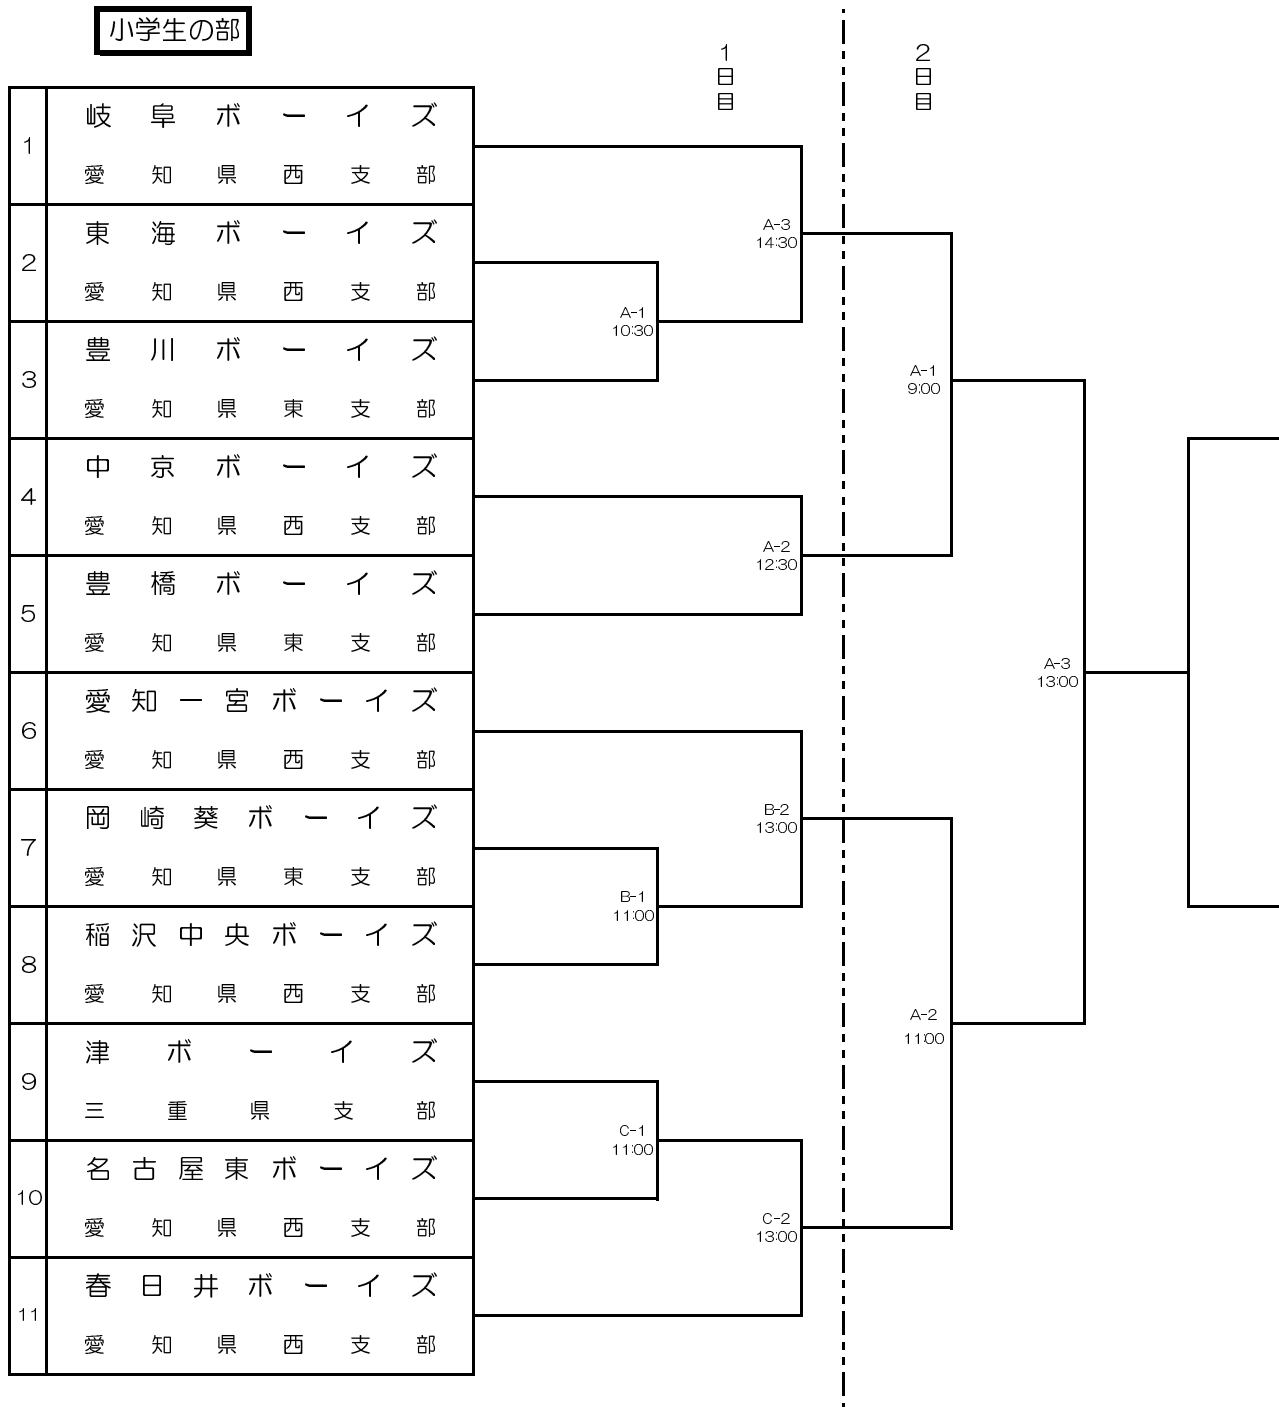 小学生の部
1日目
2日目
1
岐阜ボーイズ
愛知県西支部
2
東海ボーイズ
愛知県西支部
3
豊川ボーイズ
愛知県東支部
4
中京ボーイズ
愛知県西支部
5
豊橋ボーイズ
愛知県東支部
6
愛知一宮ボーイズ
愛知県西支部
7
岡崎葵ボーイズ
愛知県東支部
8
稲沢中央ボーイズ
愛知県西支部
9
津ボーイズ
三重県支部
10
名古屋東ボーイズ
愛知県西支部
11
春日井ボーイズ
愛知県西支部
A-1
10:30
B-1
11:00
C-1
11:00
A-3
14:30
A-2
12:30
B-2
13:00
C-2
13:00
A-1
9:00
A-2
11:00
A-3
13:00